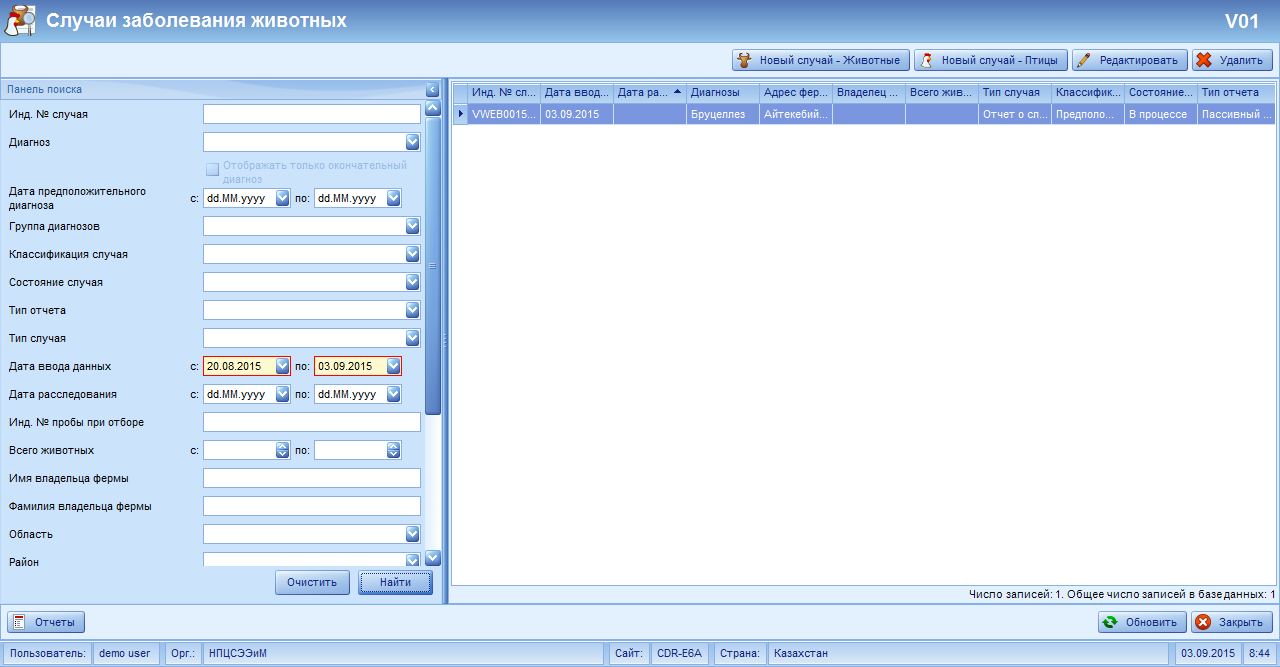 Случаи заболевания животных
V01
Новый случай - Животные
Новый случай - Птицы
Редактировать
Удалить
Панель поиска
Инд. № случая
Диагноз
Отображать только окончательный
диагноз
Дата предположительного
диагноза
с: dd.MM.yyyy по: dd.MM.yyyy
Группа диагнозов
Классификация случая
Состояние случая
Тип отчета
Тип случая
Дата ввода данных с: 20.08.2015 по: 03.09.2015
Дата расследования с: dd.MM.yyyy по: dd.MM.yyyy
Инд. № пробы при отборе
Всего животных с: по:
Имя владельца фермы
Фамилия владельца фермы
Область
Район
Очистить
Найти
Инд. № сл... Дата ввод... Дата ра... Диагнозы Адрес фер... Владелец ... Всего жив... Тип случая Классифик... Состояние... Тип отчета
VWEB0015... 03.09.2015 Бруцеллез Айтекебий... Отчет о сл... Предполо... В процессе Пассивный ...
Число записей: 1. Общее число записей в базе данных: 1
Отчеты
Обновить
Закрыть
Пользователь: demo user Орг.: НПЦСЭЭиМ Сайт: CDR-E6A Страна: Казахстан 03.09.2015 8:44